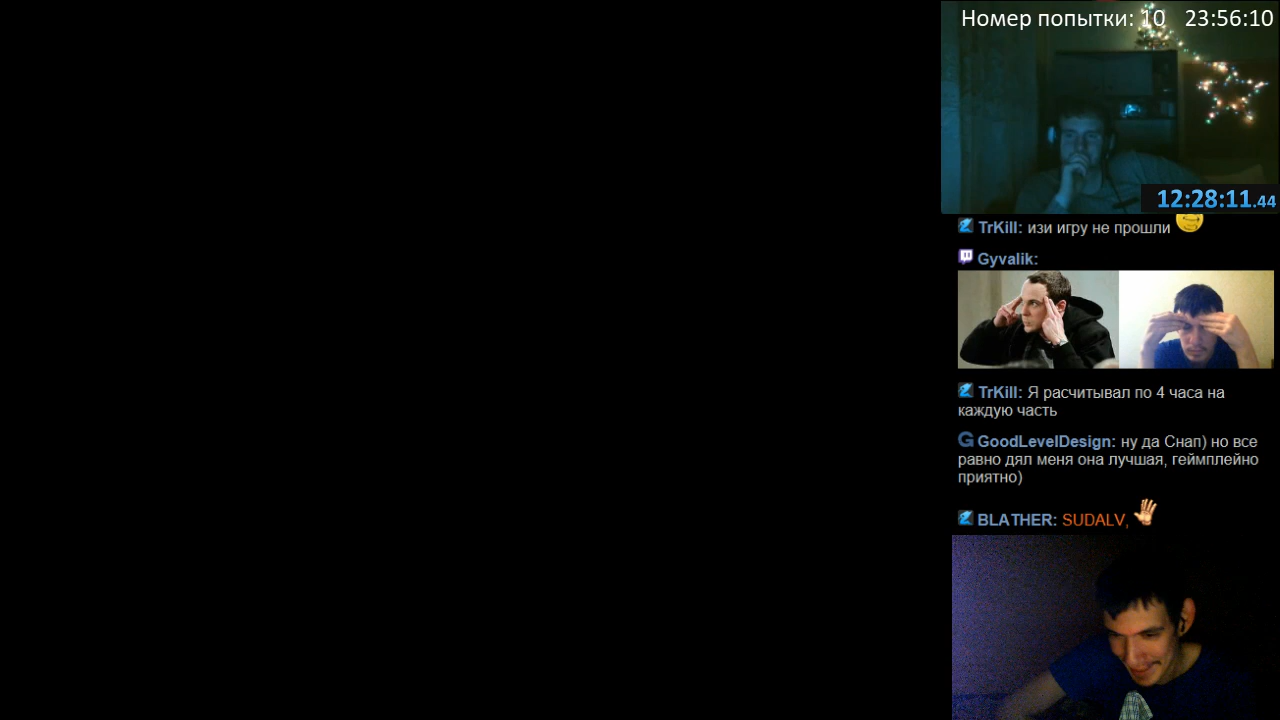 Номер попытки: 10 23:56:10
12:28:11.44
TrKill: изи игру не прошли
Gyvalik:
TrKill: Я расчитывал по 4 часа на
каждую часть
GoodLevelDesign: ну да Снап) но все
равно дял меня она лучшая, геймплейно
приятно)
BLATHER: SUDALV,